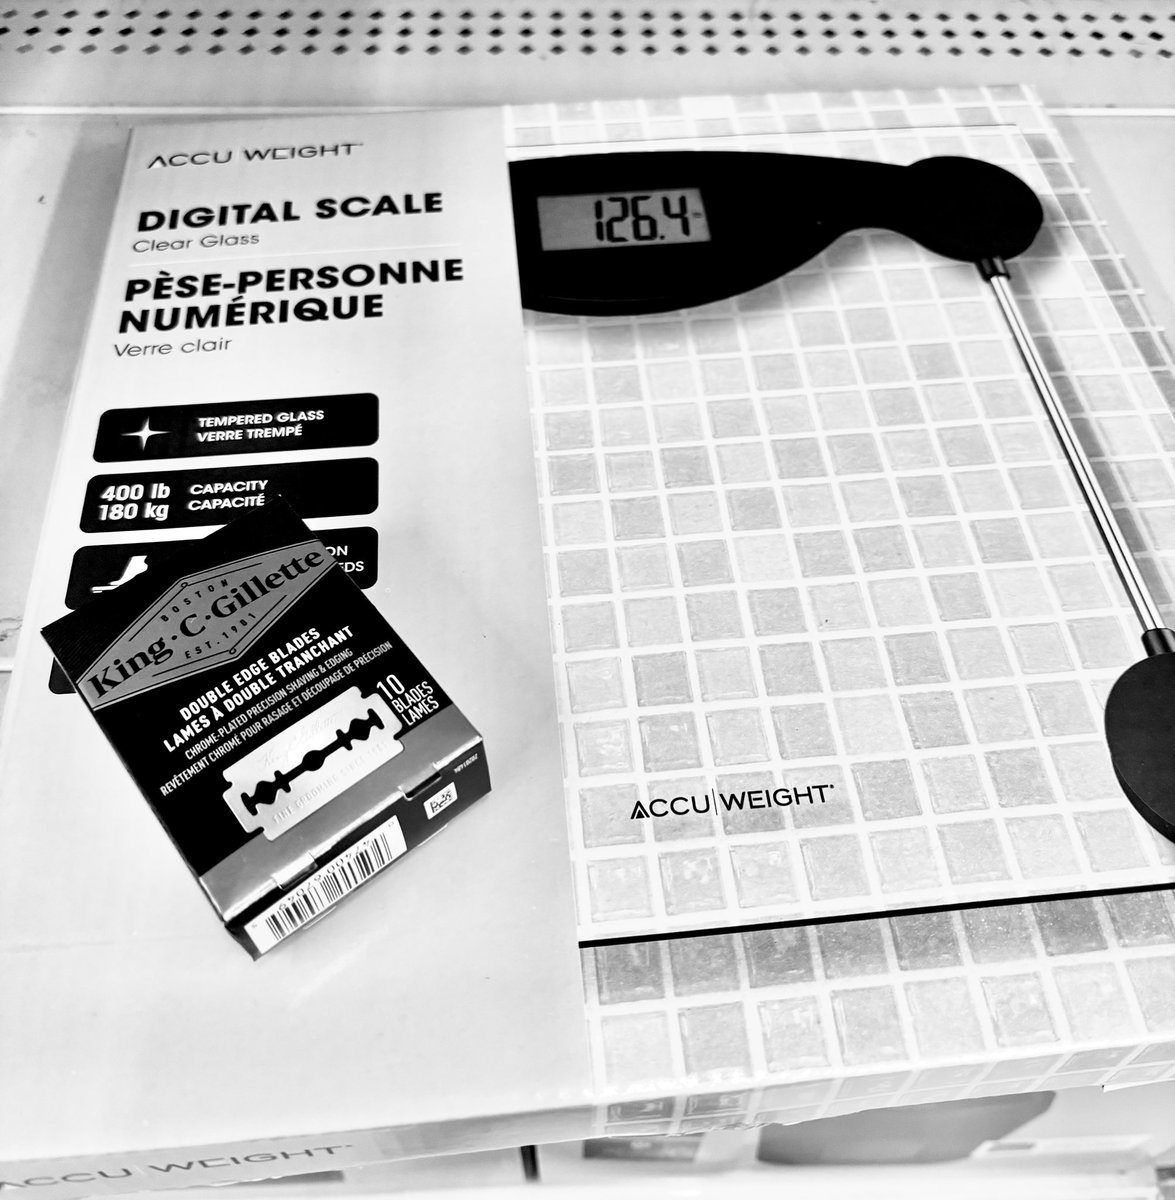 ACCU WEIGHT
DIGITAL SCALE
Clear Glass
PÈSE-PERSONNE
NUMÉRIQUE
Verre clair
126.4
TEMPERED GLASS
VERRE TREMPÉ
400 lb
180 kg
CAPACITY
CAPACITÉ
King·C·Gillette
BOSTON
EST. 1901
DOUBLE EDGE BLADES
LAMES À DOUBLE TRANCHANT
CHROME-PLATED PRECISION SHAVING & EDGING
REVÊTEMENT CHROMÉ POUR RASAGE ET DÉCOUPAGE DE PRÉCISION
10
BLADES
LAMES
ACCU WEIGHT
ACCU WEIGHT